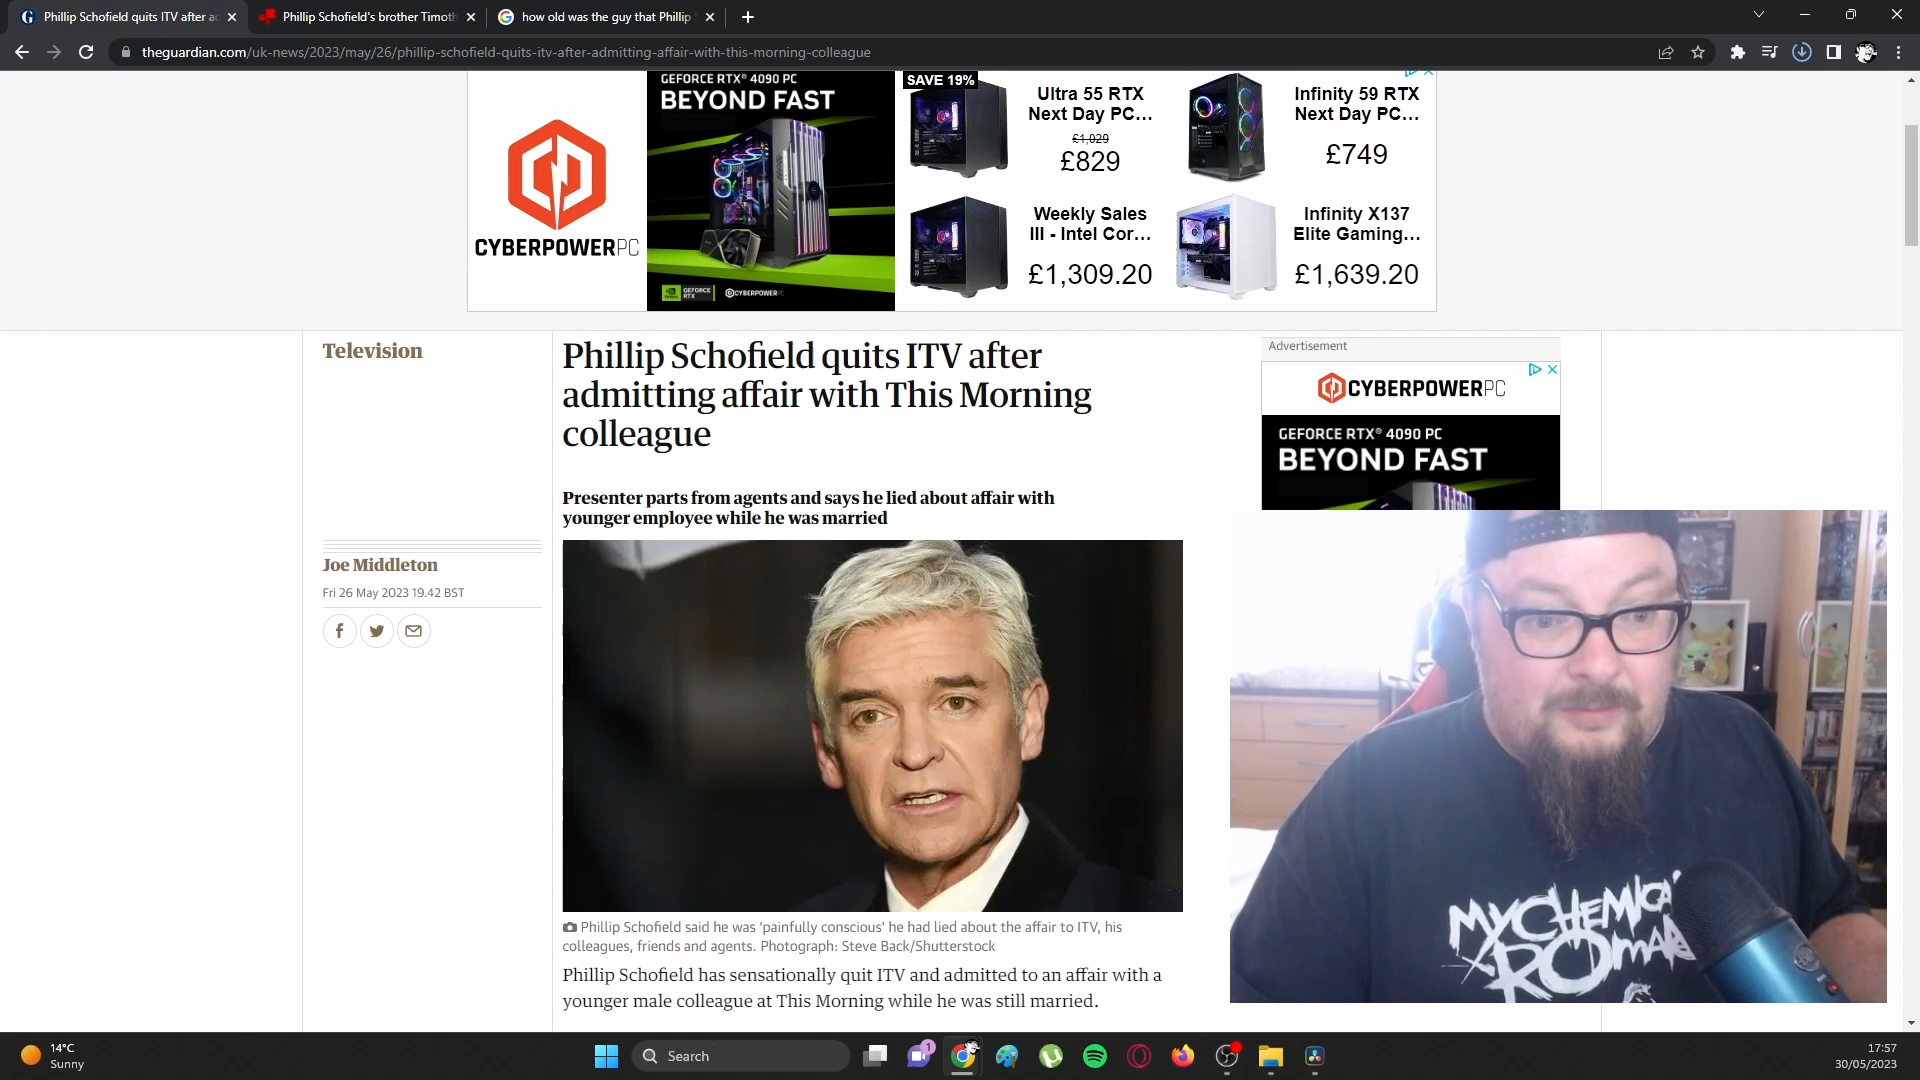 Phillip Schofield quits ITV after a
Phillip Schofield's brother Timoth
how old was the guy that Phillip
theguardian.com/uk-news/2023/may/26/phillip-schofield-quits-itv-after-admitting-affair-with-this-morning-colleague
CYBERPOWERPC
GEFORCE RTX® 4090 PC
BEYOND FAST
GEFORCE
RTX
CYBERPOWERPC
SAVE 19%
Ultra 55 RTX
Next Day PC...
£1,029
£829
Infinity 59 RTX
Next Day PC...
£749
Weekly Sales
III - Intel Cor...
£1,309.20
Infinity X137
Elite Gaming...
£1,639.20
Television
Phillip Schofield quits ITV after
admitting affair with This Morning
colleague
Presenter parts from agents and says he lied about affair with
younger employee while he was married
Joe Middleton
Fri 26 May 2023 19.42 BST
Phillip Schofield said he was 'painfully conscious' he had lied about the affair to ITV, his
colleagues, friends and agents. Photograph: Steve Back/Shutterstock
Phillip Schofield has sensationally quit ITV and admitted to an affair with a
younger male colleague at This Morning while he was still married.
Advertisement
CYBERPOWERPC
GEFORCE RTX® 4090 PC
BEYOND FAST
MY CHEMICA
ROMA
14°C
Sunny
Search
1
17:57
30/05/2023